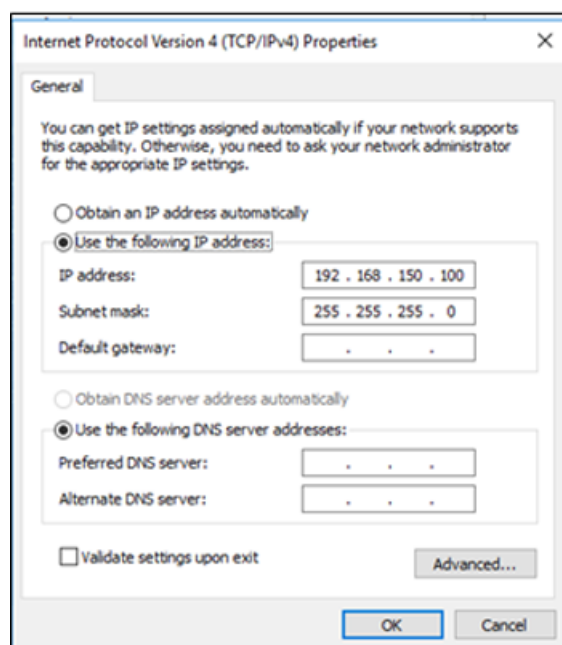 Internet Protocol Version 4 (TCP/IPv4) Properties
General
You can get IP settings assigned automatically if your network supports
this capability. Otherwise, you need to ask your network administrator
for the appropriate IP settings.
Obtain an IP address automatically
Use the following IP address:
IP address: 192 . 168 . 150 . 100
Subnet mask: 255 . 255 . 255 . 0
Default gateway: . . .
Obtain DNS server address automatically
Use the following DNS server addresses:
Preferred DNS server: . . .
Alternate DNS server: . . .
Validate settings upon exit
Advanced...
OK Cancel